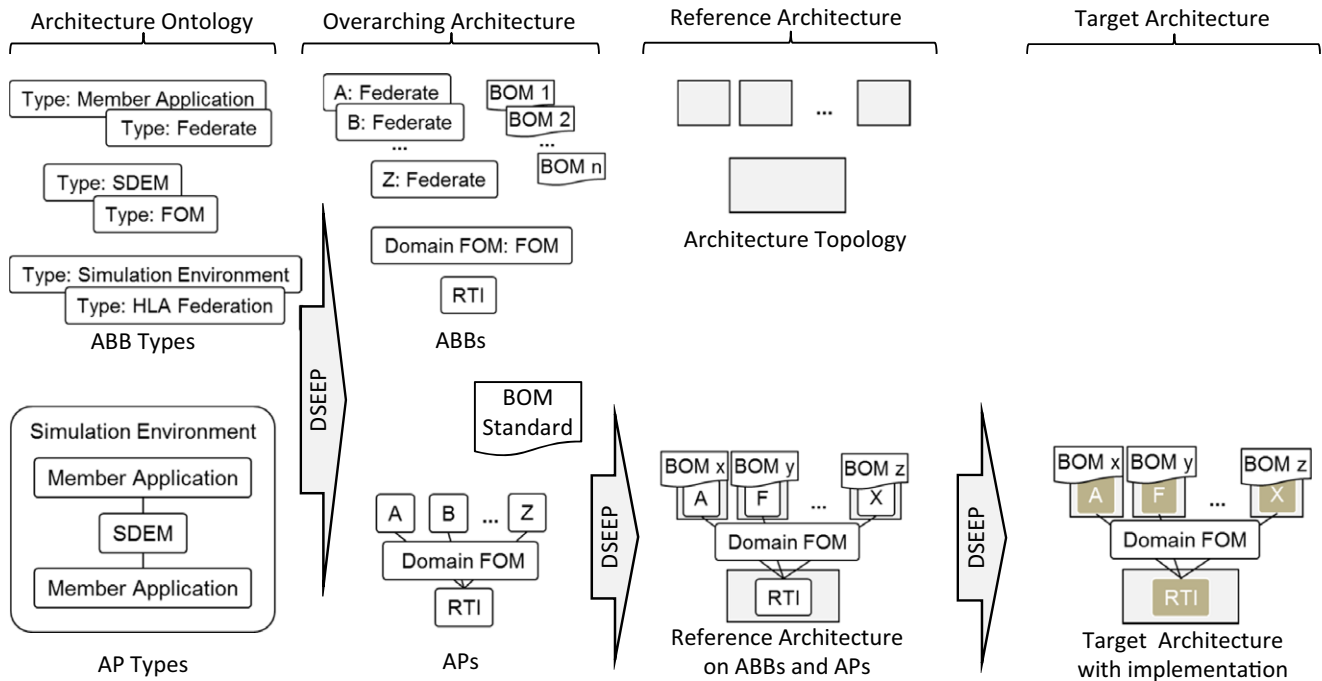 Architecture Ontology
Overarching Architecture
Reference Architecture
Target Architecture
Type: Member Application
Type: Federate
Type: SDEM
Type: FOM
Type: Simulation Environment
Type: HLA Federation
ABB Types
A: Federate
B: Federate
...
Z: Federate
BOM 1
BOM 2
...
BOM n
Domain FOM: FOM
RTI
ABBs
...
Architecture Topology
DSEEP
Simulation Environment
Member Application
SDEM
Member Application
AP Types
BOM
Standard
A
B
...
Z
Domain FOM
RTI
APs
DSEEP
BOM x
BOM y
BOM z
A
F
...
X
Domain FOM
RTI
Reference Architecture
on ABBs and APs
DSEEP
BOM x
BOM y
BOM z
A
F
...
X
Domain FOM
RTI
Target Architecture
with implementation